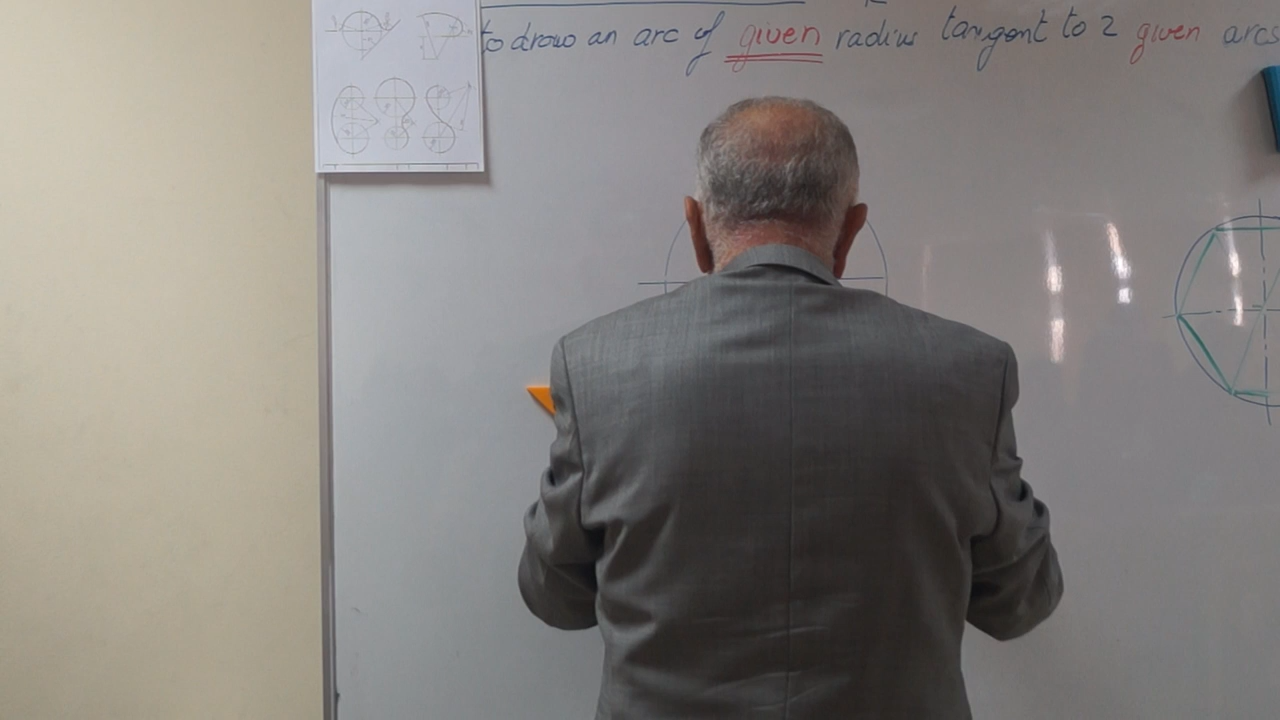 to draw an arc of given radius tangent to 2 given arcs